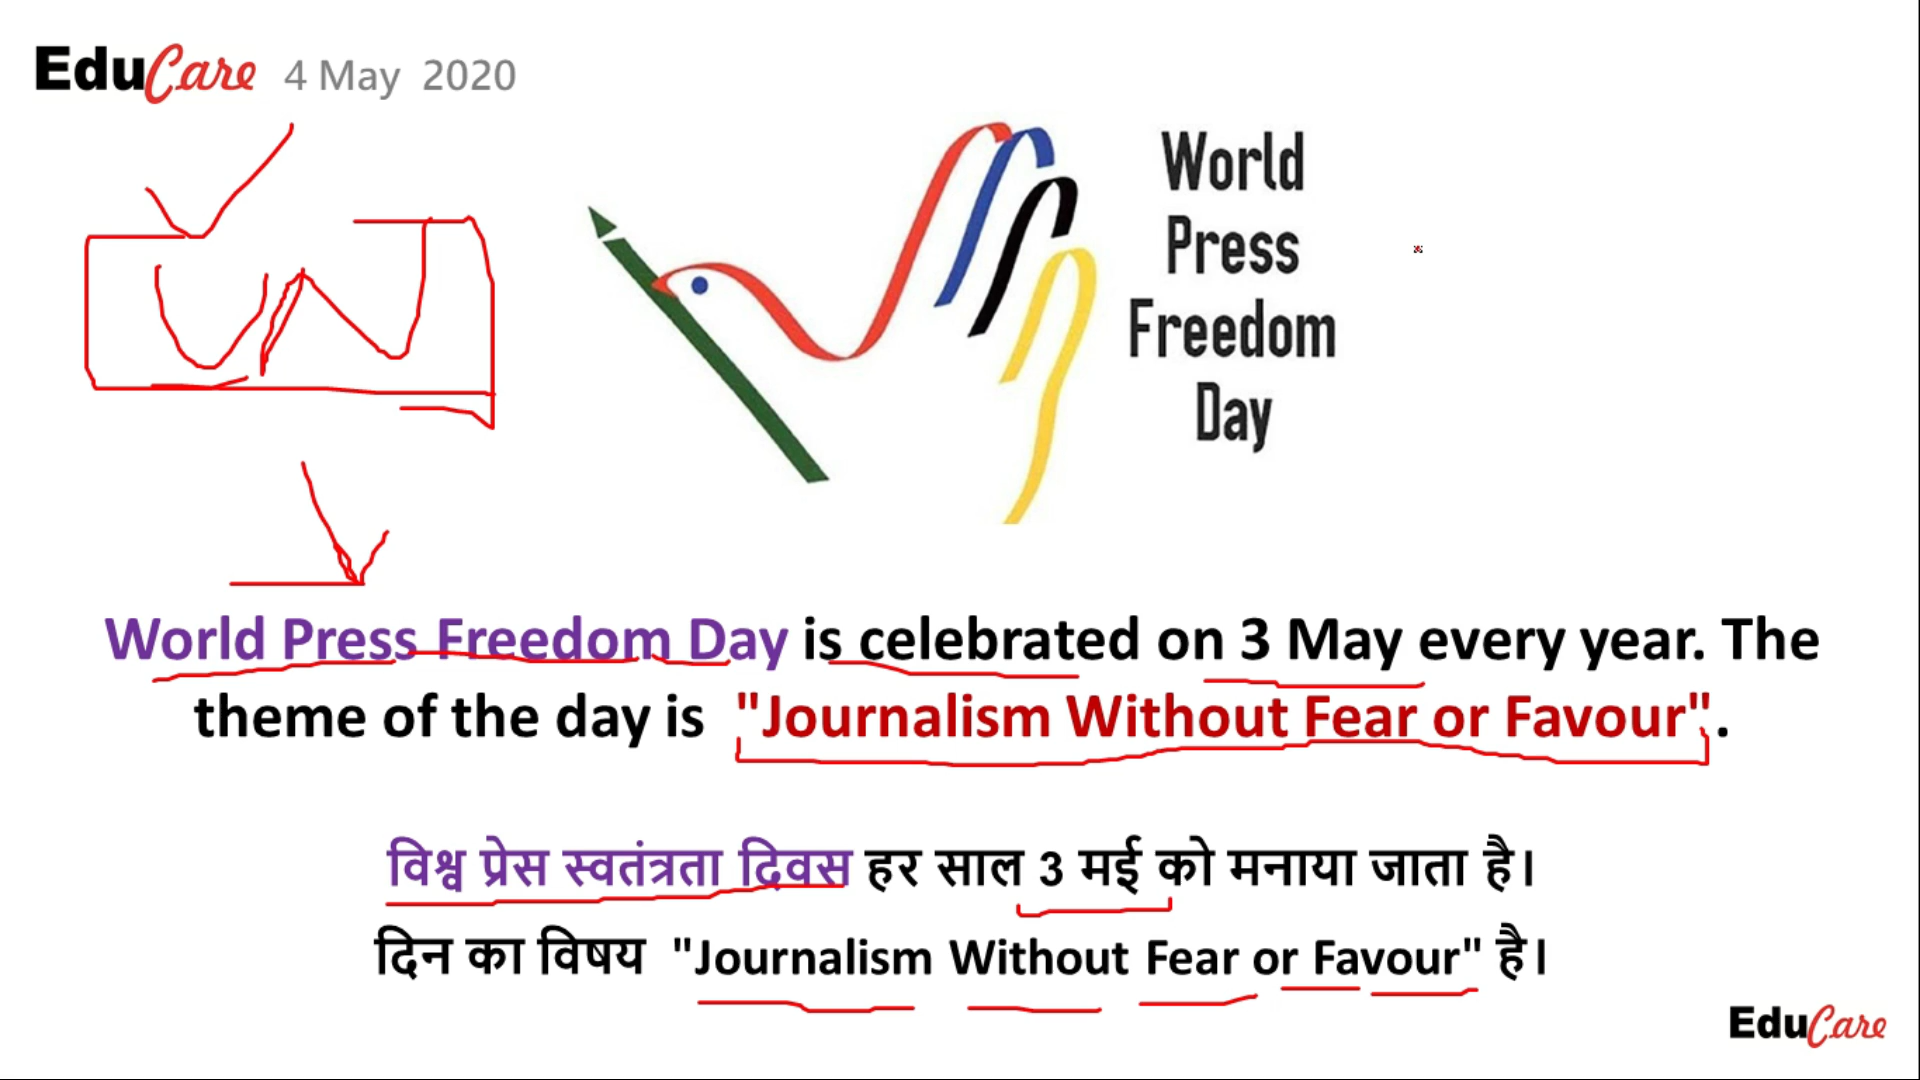 EduCare 4 May 2020
World
Press
Freedom
Day
World Press Freedom Day is celebrated on 3 May every year. The
theme of the day is "Journalism Without Fear or Favour".
विश्व प्रेस स्वतंत्रता दिवस हर साल 3 मई को मनाया जाता है।
दिन का विषय "Journalism Without Fear or Favour" है।
EduCare